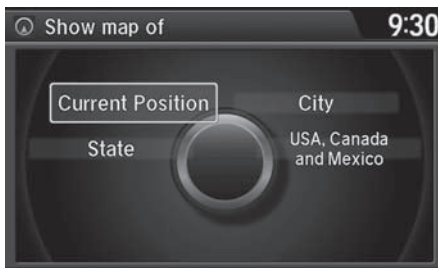 Show map of
9:30
Current Position
City
State
USA, Canada
and Mexico